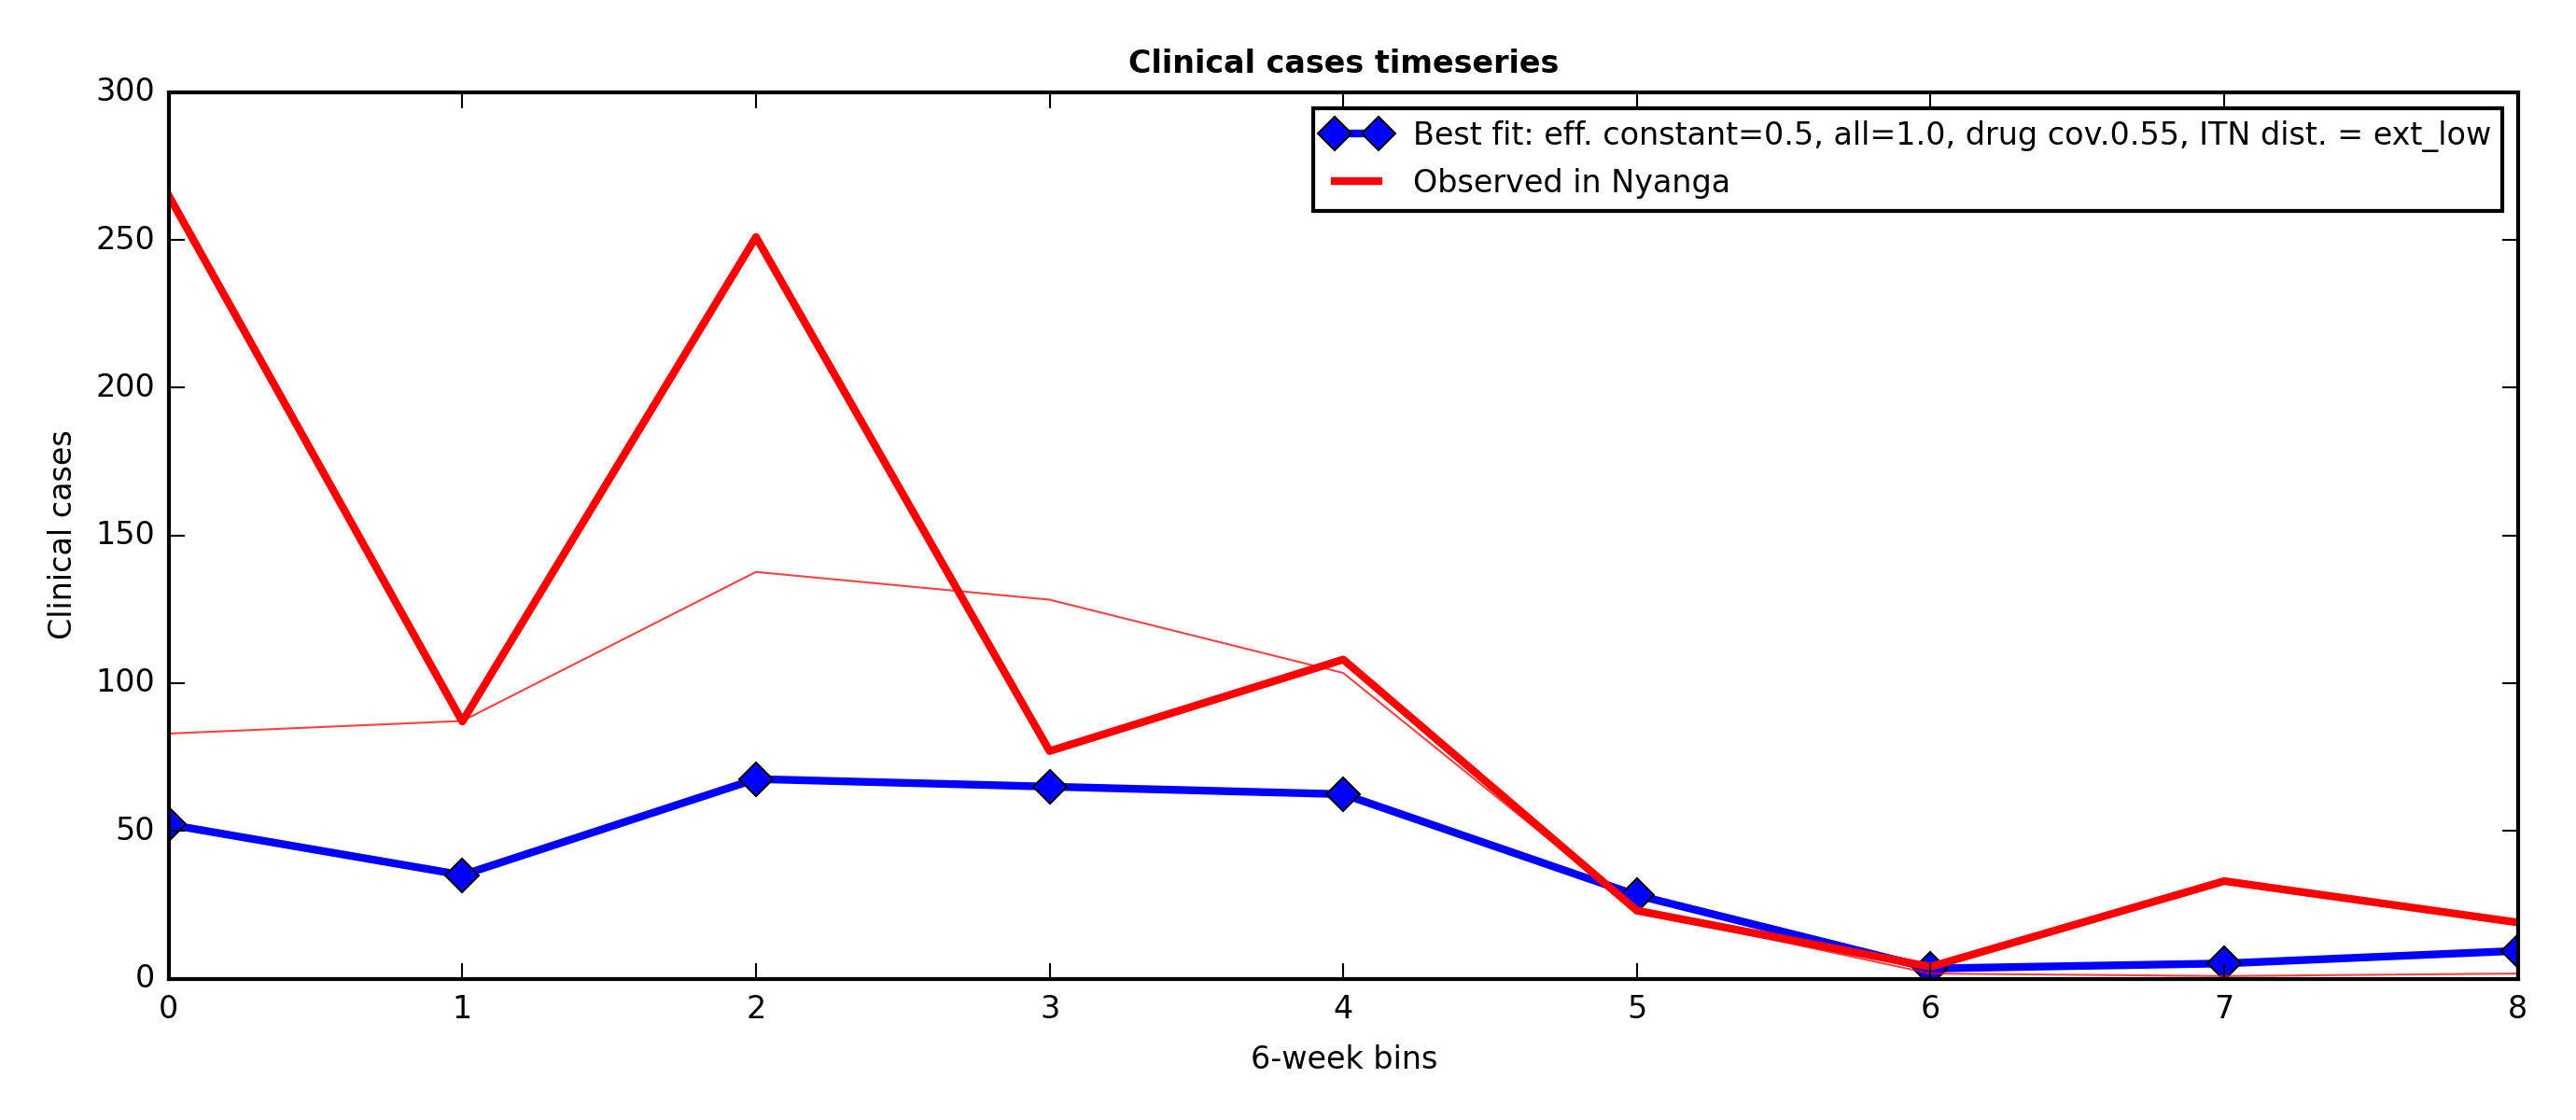 Clinical cases timeseries
300
250
200
150
100
50
0
Clinical cases
Best fit: eff. constant=0.5, all=1.0, drug cov.0.55, ITN dist. = ext_low
Observed in Nyanga
0 1 2 3 4 5 6 7 8
6-week bins